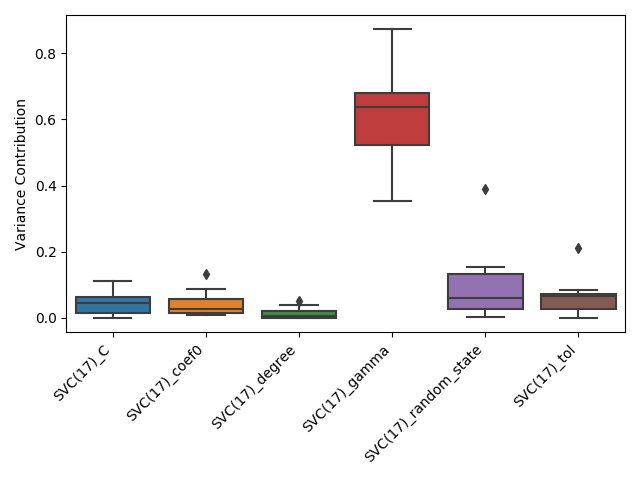 Variance Contribution
0.8
0.6
0.4
0.2
0.0
SVC(17)_C
SVC(17)_coef0
SVC(17)_degree
SVC(17)_gamma
SVC(17)_random_state
SVC(17)_tol